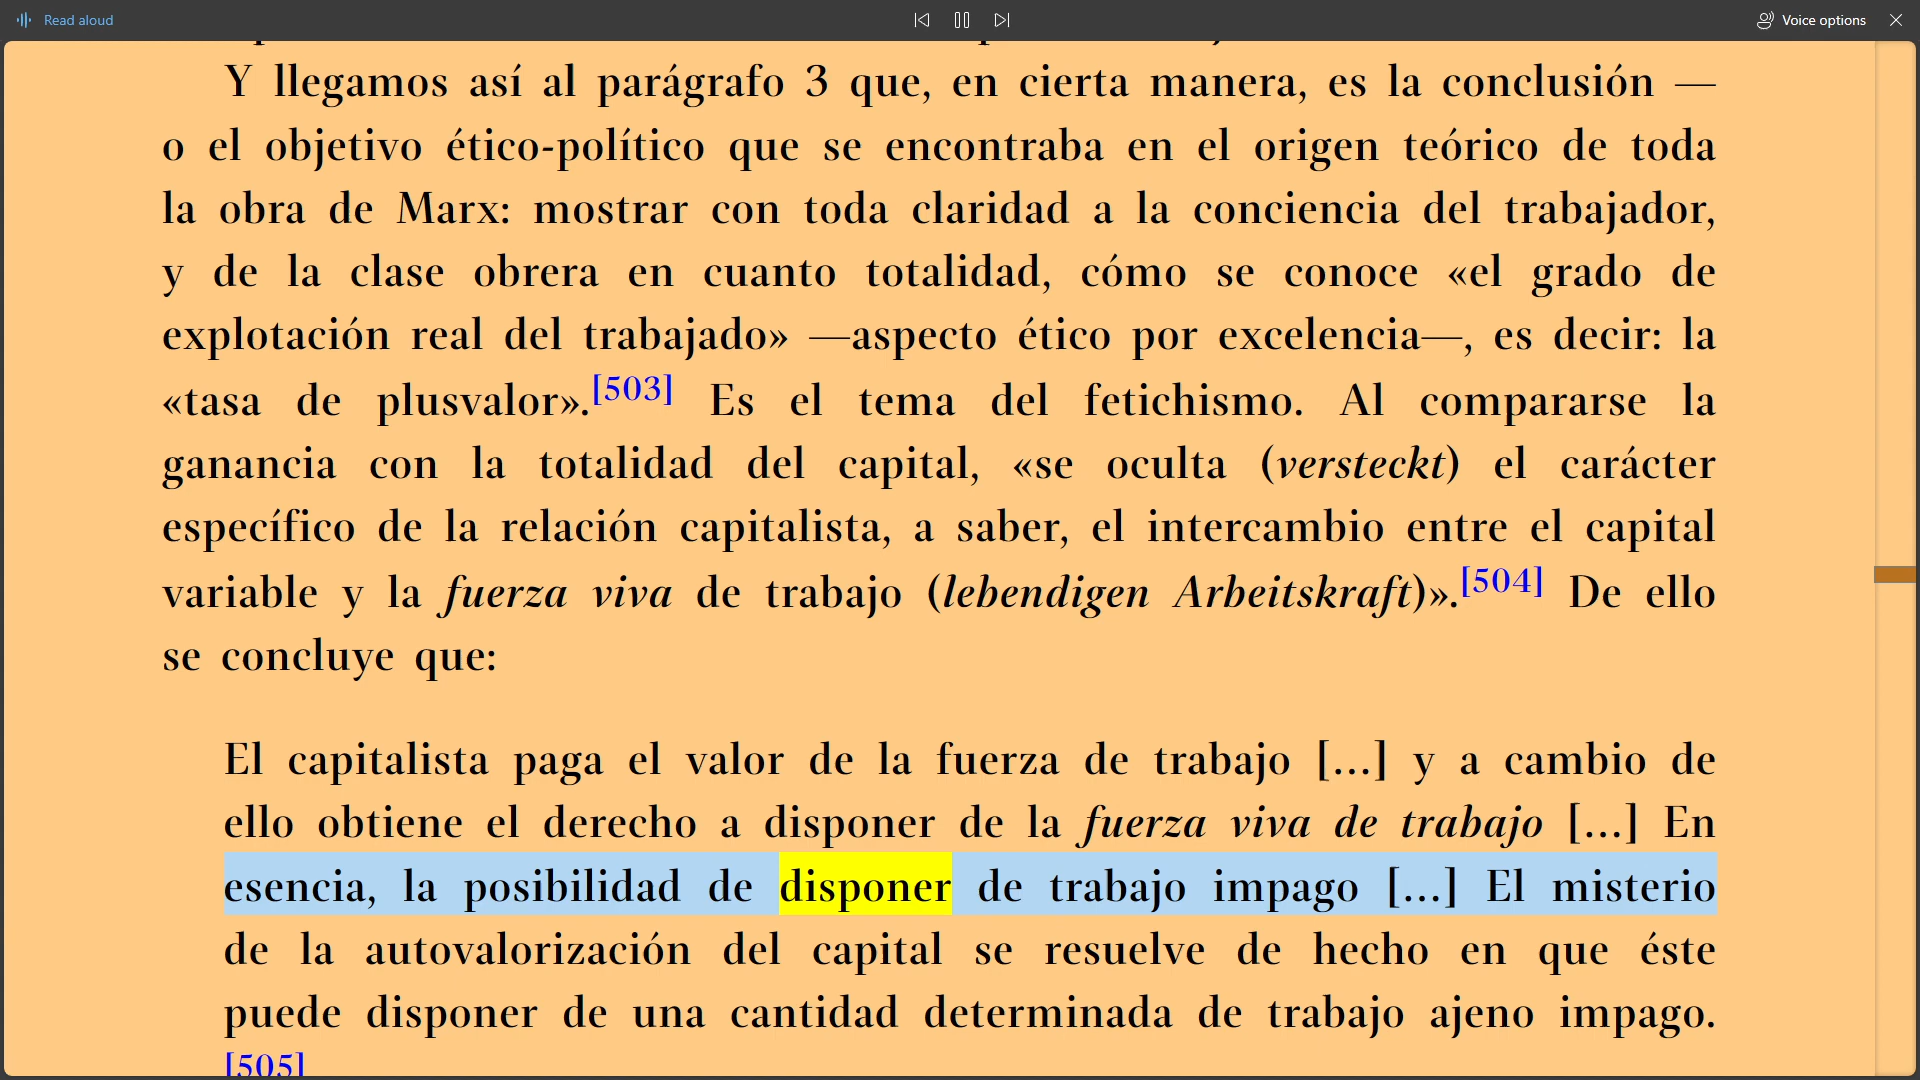 Read aloud
Voice options
Y llegamos así al parágrafo 3 que, en cierta manera, es la conclusión —
o el objetivo ético-político que se encontraba en el origen teórico de toda
la obra de Marx: mostrar con toda claridad a la conciencia del trabajador,
y de la clase obrera en cuanto totalidad, cómo se conoce «el grado de
explotación real del trabajado» —aspecto ético por excelencia—, es decir: la
«tasa de plusvalor».[503] Es el tema del fetichismo. Al compararse la
ganancia con la totalidad del capital, «se oculta (versteckt) el carácter
específico de la relación capitalista, a saber, el intercambio entre el capital
variable y la fuerza viva de trabajo (lebendigen Arbeitskraft)».[504] De ello
se concluye que:
El capitalista paga el valor de la fuerza de trabajo [...] y a cambio de
ello obtiene el derecho a disponer de la fuerza viva de trabajo [...] En
esencia, la posibilidad de disponer de trabajo impago [...] El misterio
de la autovalorización del capital se resuelve de hecho en que éste
puede disponer de una cantidad determinada de trabajo ajeno impago.
[505]